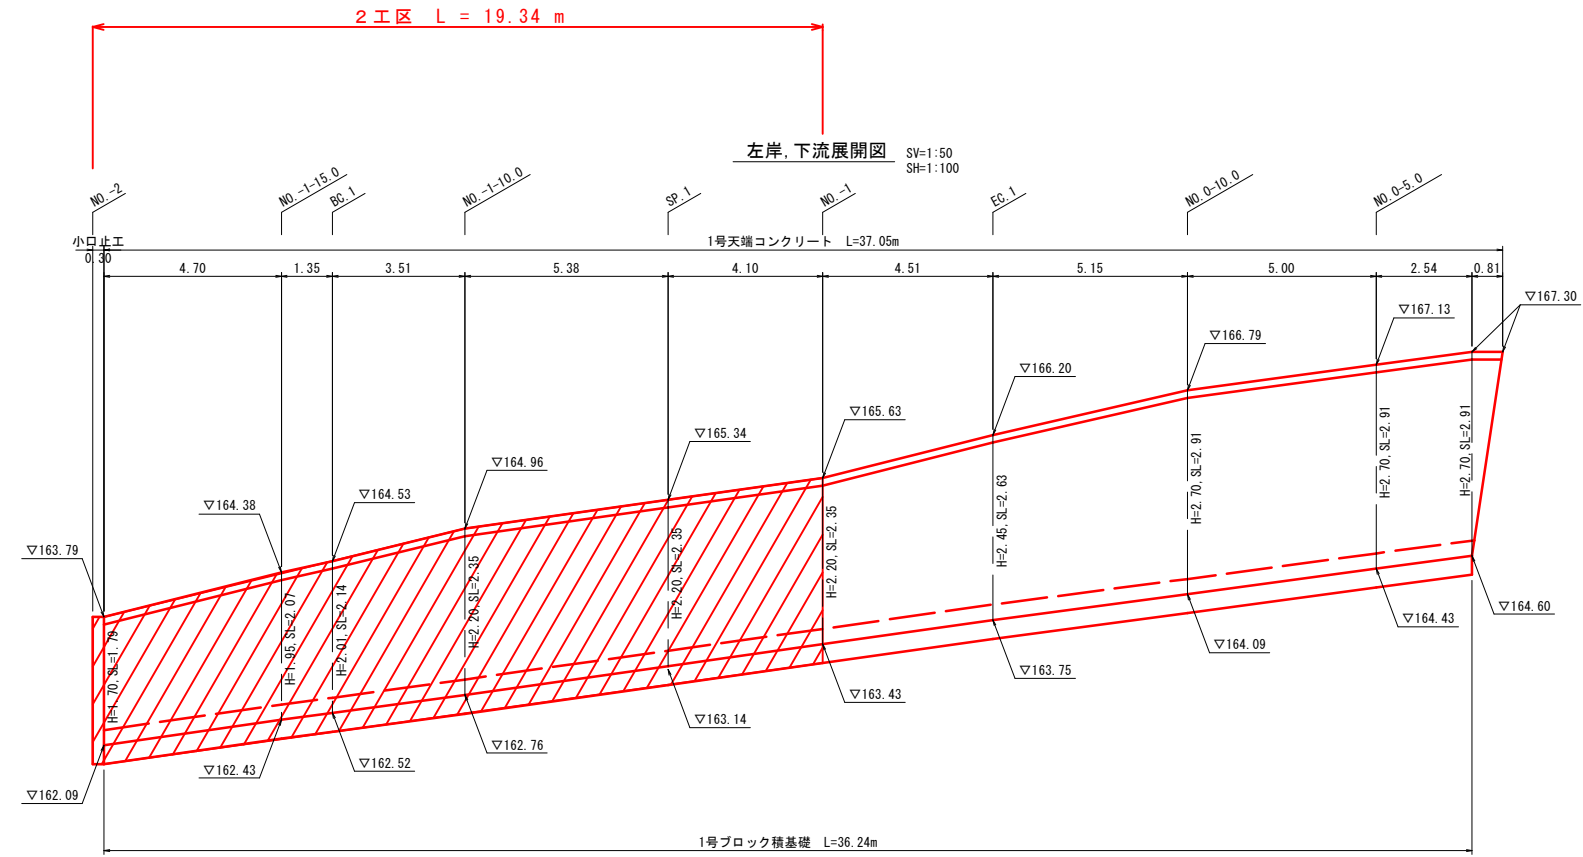 2工区 L = 19.34 m
左岸,下流展開図 SV=1:50
SH=1:100
NO.-2
NO.-1-15.0
BC.1
NO.-1-10.0
SP.1
NO.-1
EC.1
NO.0-10.0
NO.0-5.0
小口止工
1号天端コンクリート L=37.05m
0.30
4.70 1.35 3.51 5.38 4.10 4.51 5.15 5.00 2.54 0.81
▽167.30
▽167.13
▽166.79
▽166.20
▽165.63
▽165.34
▽164.96
▽164.53
▽164.38
▽163.79
H=1.70,SL=1.79
H=1.95,SL=2.07
H=2.01,SL=2.14
H=2.20,SL=2.35
H=2.20,SL=2.35
H=2.20,SL=2.35
H=2.45,SL=2.63
H=2.70,SL=2.91
H=2.70,SL=2.91
H=2.70,SL=2.91
▽164.60
▽164.43
▽164.09
▽163.75
▽163.43
▽163.14
▽162.76
▽162.52
▽162.43
▽162.09
1号ブロック積基礎 L=36.24m